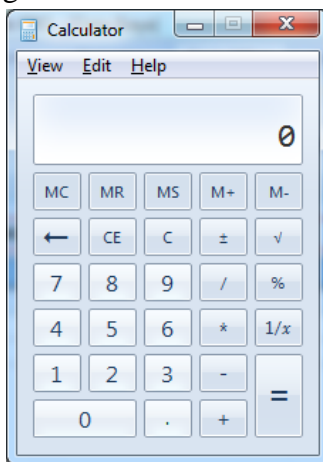 Calculator
View Edit Help
0
MC MR MS M+ M-
← CE C ± √
7 8 9 / %
4 5 6 * 1/x
1 2 3 - =
0 . +